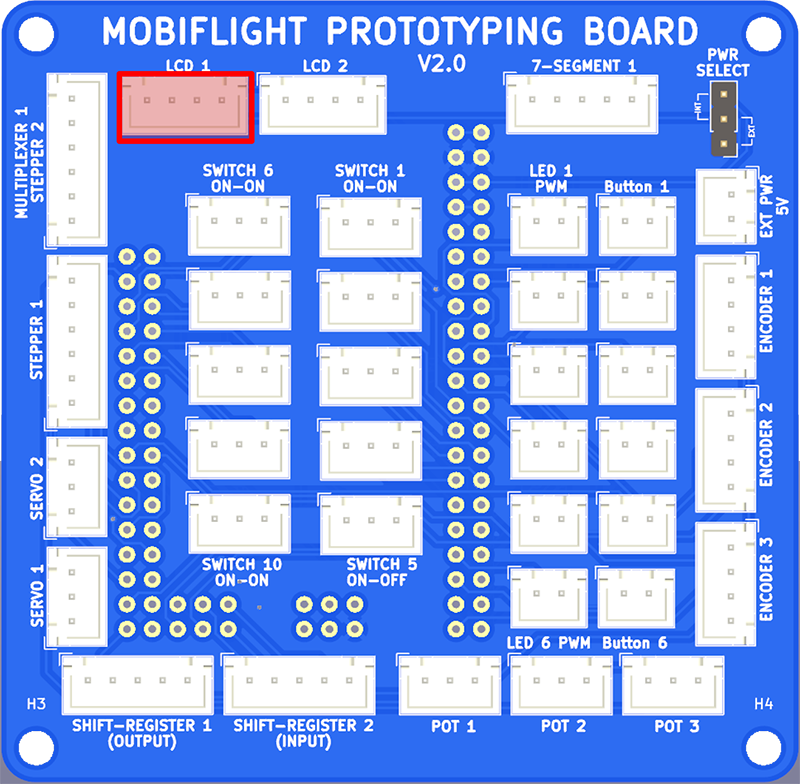 MOBIFLIGHT PROTOTYPING BOARD
V2.0
LCD 1
LCD 2
7-SEGMENT 1
PWR
SELECT
INT
EXT
MULTIPLEXER 1
STEPPER 2
SWITCH 6
ON-ON
SWITCH 1
ON-ON
LED 1
PWM
Button 1
EXT PWR
5V
STEPPER 1
ENCODER 1
SERVO 2
ENCODER 2
SERVO 1
SWITCH 10
ON-ON
SWITCH 5
ON-OFF
ENCODER 3
LED 6 PWM
Button 6
H3
SHIFT-REGISTER 1
(OUTPUT)
SHIFT-REGISTER 2
(INPUT)
POT 1
POT 2
POT 3
H4